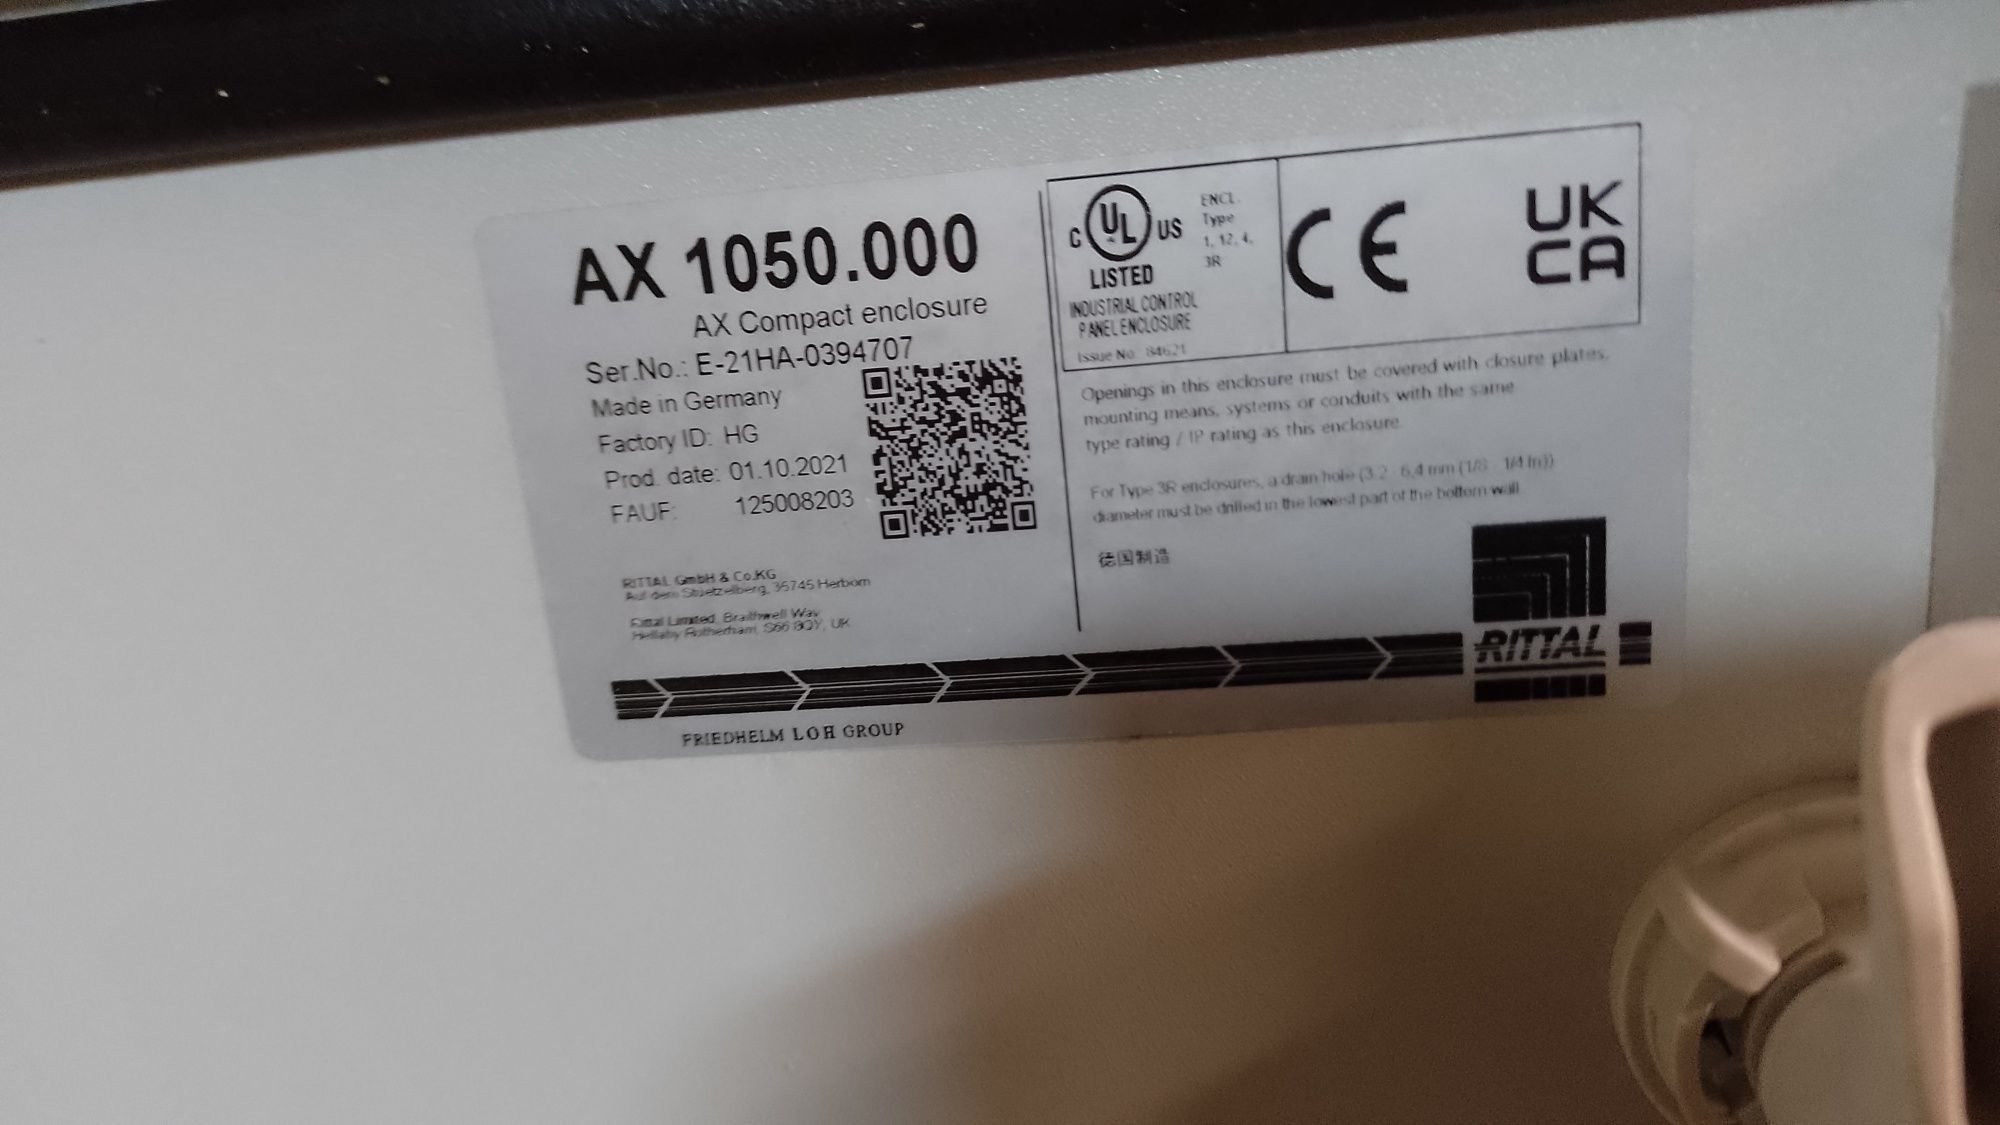 AX 1050.000
AX Compact enclosure
Ser.No.: E-21HA-0394707
Made in Germany
Factory ID: HG
Prod. date: 01.10.2021
FAUF: 125008203
RITTAL GmbH & Co.KG
Auf dem Stuetzelberg, 35745 Herborn
Rittal Limited, Braithwell Way
Hellaby Rotherham, S66 8QY, UK
C UL US
LISTED
INDUSTRIAL CONTROL
PANEL ENCLOSURE
Issue No. 84621
ENCL.
Type
1, 12, 4,
3R
CE
UK
CA
Openings in this enclosure must be covered with closure plates,
mounting means, systems or conduits with the same
type rating / IP rating as this enclosure.
For Type 3R enclosures, a drain hole (3.2 - 6,4 mm (1/8 - 1/4 In))
diameter must be drilled in the lowest part of the bottom wall
德国制造
RITTAL
FRIEDHELM LOH GROUP